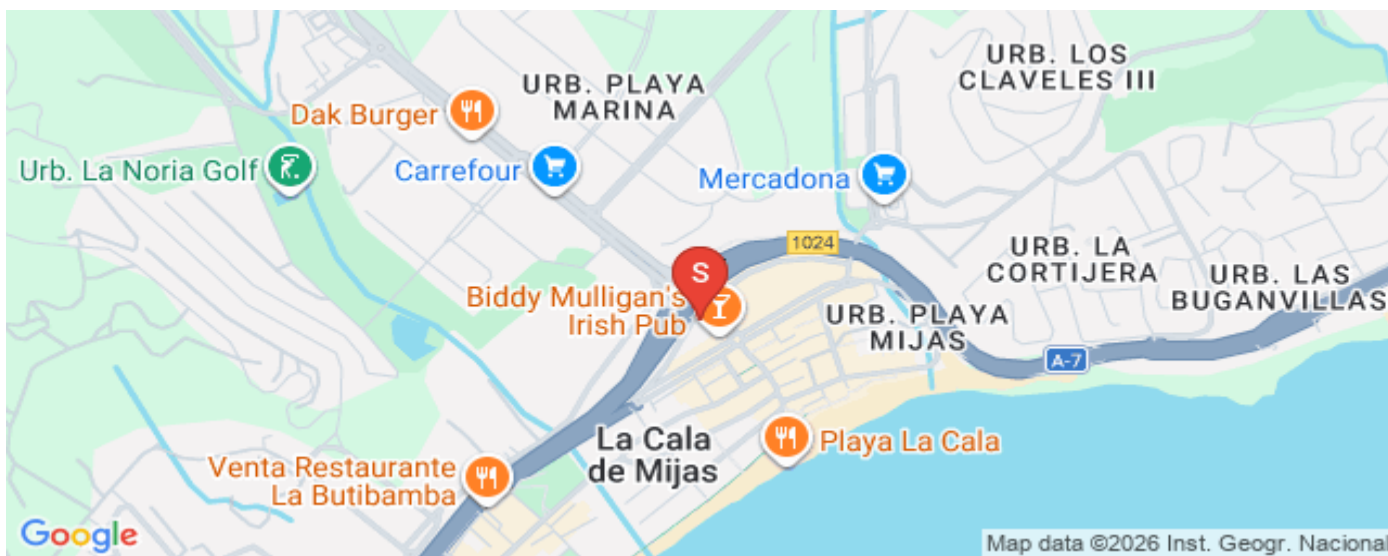 URB. LOS
CLAVELES III
URB. PLAYA
MARINA
Dak Burger
Urb. La Noria Golf
Carrefour
Mercadona
1024
URB. LA
CORTIJERA
URB. LAS
BUGANVILLAS
S
Biddy Mulligan's
Irish Pub
URB. PLAYA
MIJAS
A-7
La Cala
de Mijas
Playa La Cala
Venta Restaurante
La Butibamba
Google
Map data ©2026 Inst. Geogr. Nacional